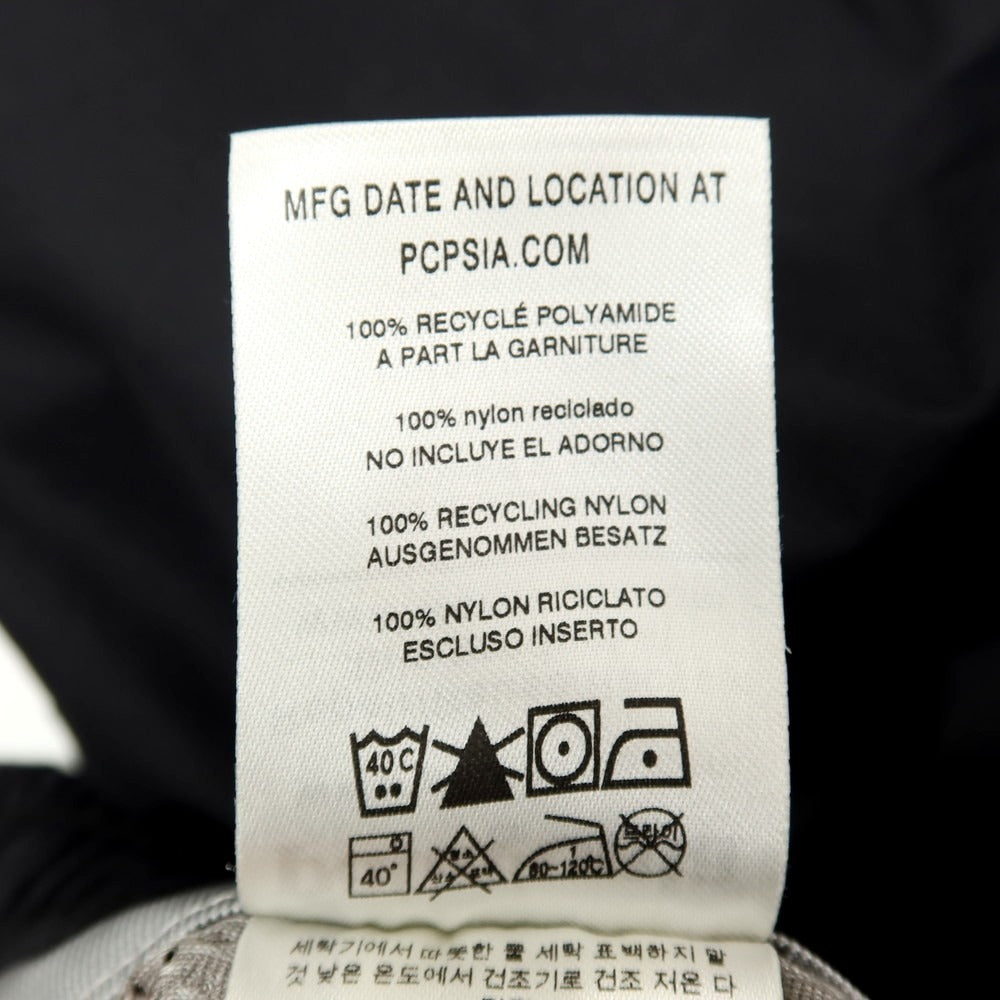 MFG DATE AND LOCATION AT
PCPSIA.COM
100% RECYCLÉ POLYAMIDE
A PART LA GARNITURE
100% nylon reciclado
NO INCLUYE EL ADORNO
100% RECYCLING NYLON
AUSGENOMMEN BESATZ
100% NYLON RICICLATO
ESCLUSO INSERTO
40 C
40°
80~120℃
드라이
세탁기에서 따뜻한 물 세탁 표백하지 말
것 낮은 온도에서 건조기로 건조 저온 다